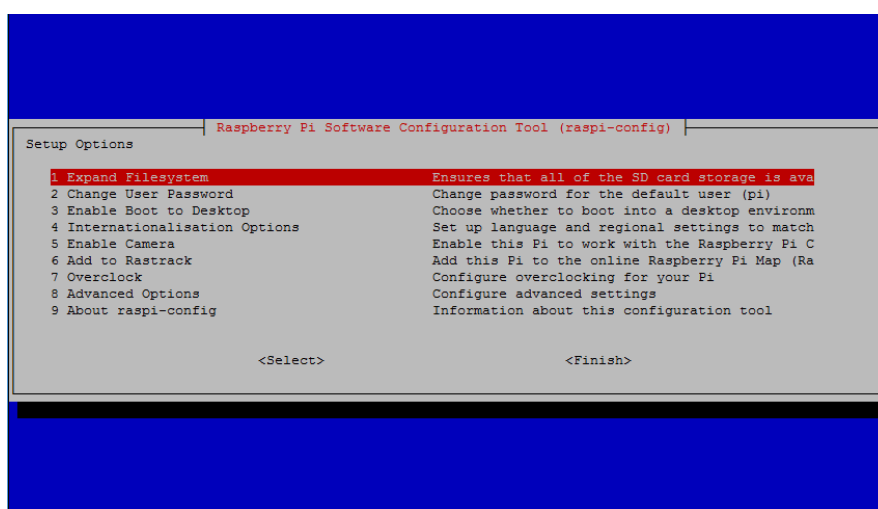 Raspberry Pi Software Configuration Tool (raspi-config)
Setup Options
1 Expand Filesystem Ensures that all of the SD card storage is ava
2 Change User Password Change password for the default user (pi)
3 Enable Boot to Desktop Choose whether to boot into a desktop environm
4 Internationalisation Options Set up language and regional settings to match
5 Enable Camera Enable this Pi to work with the Raspberry Pi C
6 Add to Rastrack Add this Pi to the online Raspberry Pi Map (Ra
7 Overclock Configure overclocking for your Pi
8 Advanced Options Configure advanced settings
9 About raspi-config Information about this configuration tool
<Select> <Finish>